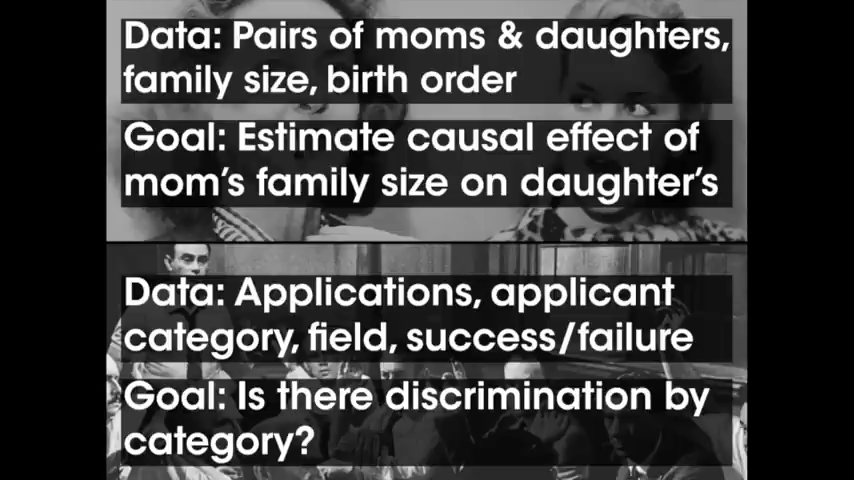 Data: Pairs of moms & daughters,
family size, birth order
Goal: Estimate causal effect of
mom’s family size on daughter’s
Data: Applications, applicant
category, field, success/failure
Goal: Is there discrimination by
category?